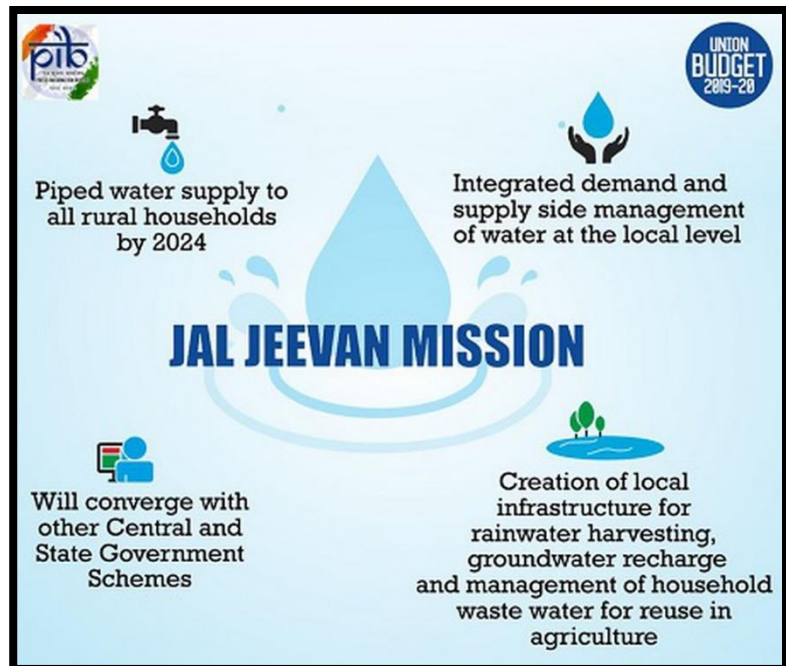 pib
UNION
BUDGET
2019-20
Piped water supply to
all rural households
by 2024
Integrated demand and
supply side management
of water at the local level
JAL JEEVAN MISSION
Will converge with
other Central and
State Government
Schemes
Creation of local
infrastructure for
rainwater harvesting,
groundwater recharge
and management of household
waste water for reuse in
agriculture